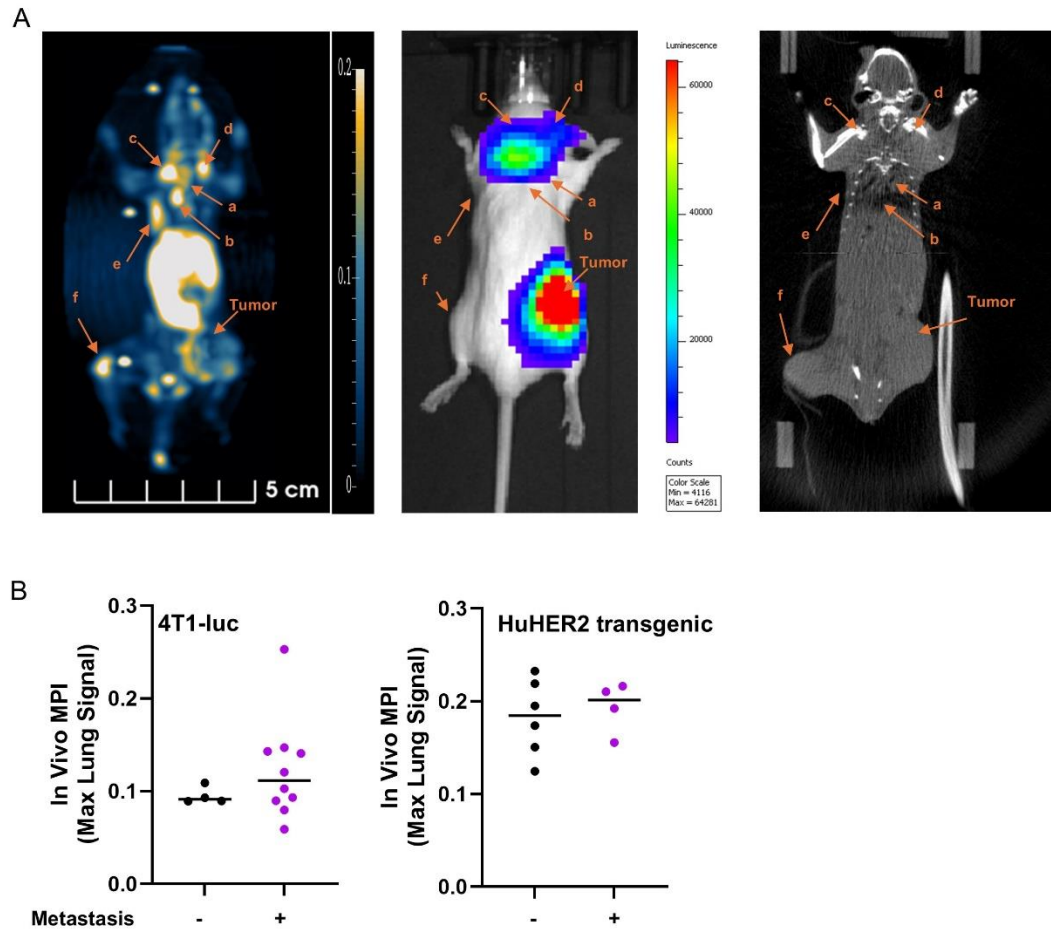 A
0.2
0.1
0
c
d
a
b
e
f
Tumor
5 cm
c
d
a
b
e
f
Tumor
Luminescence
60000
40000
20000
Counts
Color Scale
Min = 4116
Max = 64281
c
d
a
b
e
f
Tumor
B
4T1-luc
In Vivo MPI
(Max Lung Signal)
0.3
0.2
0.1
0.0
Metastasis - +
HuHER2 transgenic
In Vivo MPI
(Max Lung Signal)
0.3
0.2
0.1
0.0
- +